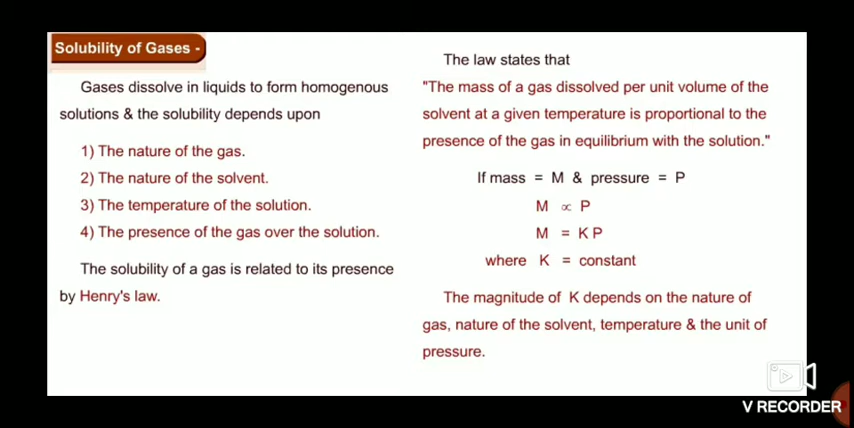 Solubility of Gases -
Gases dissolve in liquids to form homogenous
solutions & the solubility depends upon
1) The nature of the gas.
2) The nature of the solvent.
3) The temperature of the solution.
4) The presence of the gas over the solution.
The solubility of a gas is related to its presence
by Henry's law.
The law states that
"The mass of a gas dissolved per unit volume of the
solvent at a given temperature is proportional to the
presence of the gas in equilibrium with the solution."
If mass = M & pressure = P
M ∝ P
M = K P
where K = constant
The magnitude of K depends on the nature of
gas, nature of the solvent, temperature & the unit of
pressure.
V RECORDER